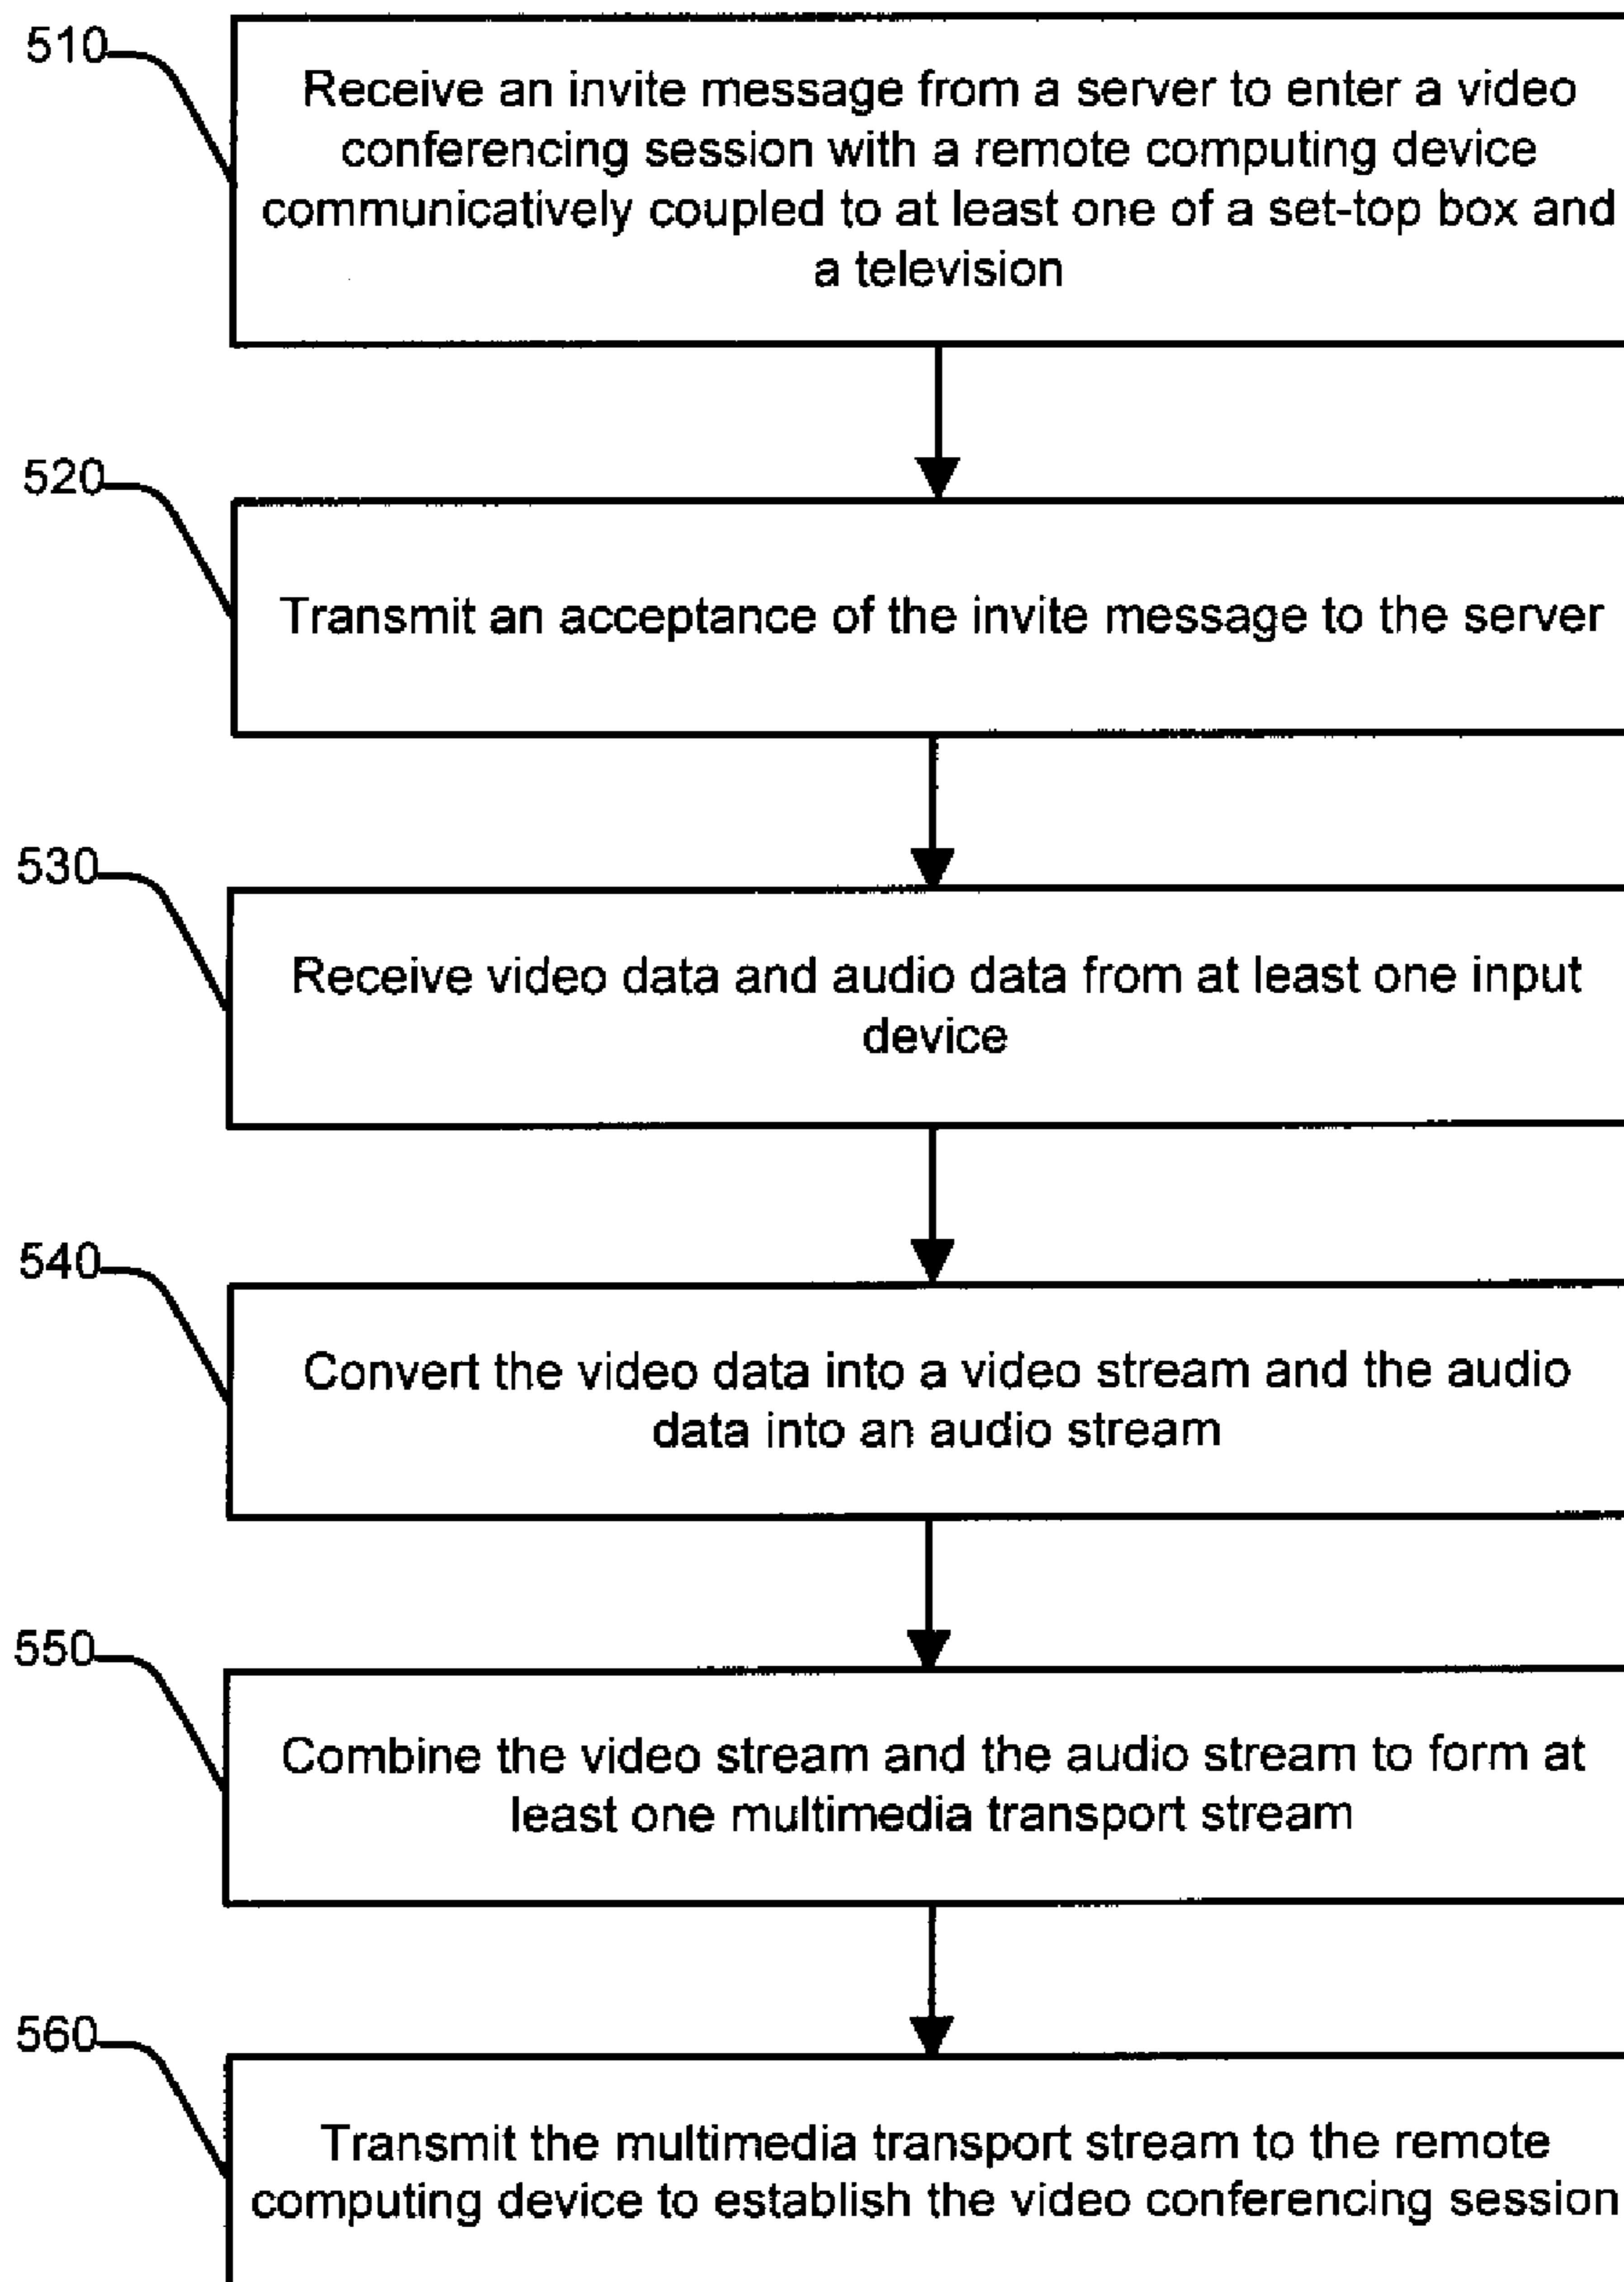 510
Receive an invite message from a server to enter a video
conferencing session with a remote computing device
communicatively coupled to at least one of a set-top box and
a television
520
Transmit an acceptance of the invite message to the server
530
Receive video data and audio data from at least one input
device
540
Convert the video data into a video stream and the audio
data into an audio stream
550
Combine the video stream and the audio stream to form at
least one multimedia transport stream
560
Transmit the multimedia transport stream to the remote
computing device to establish the video conferencing session